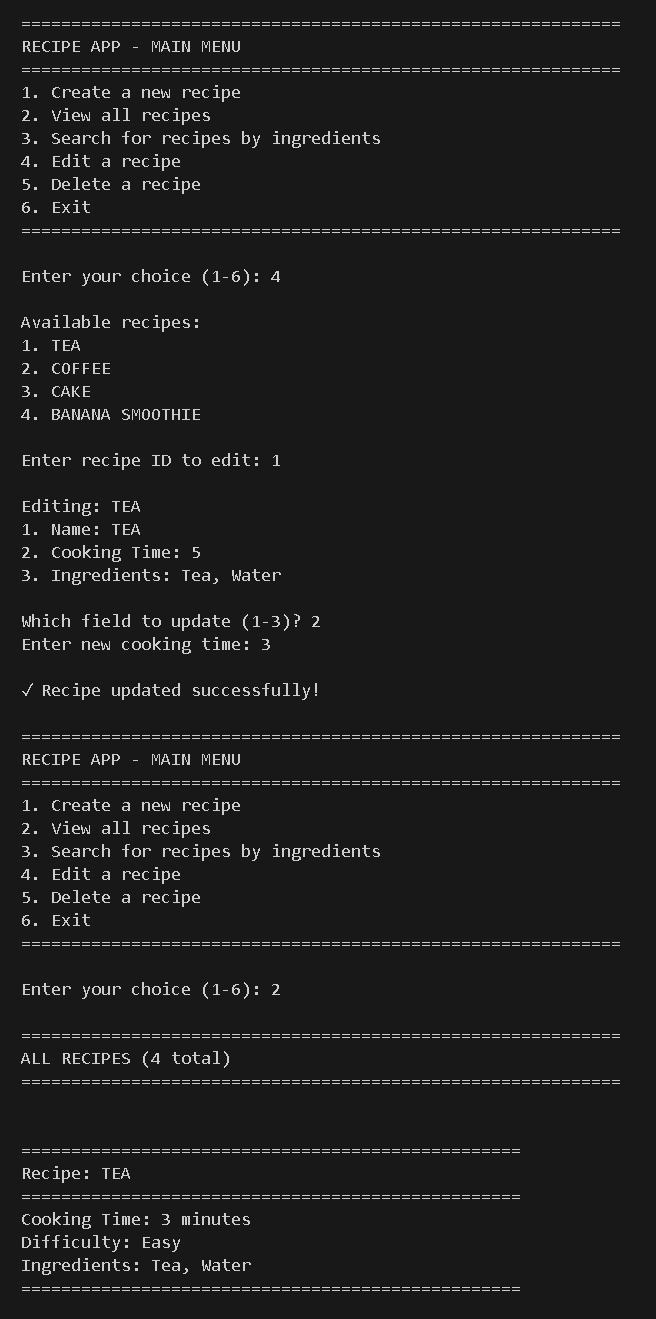 ============================================================
RECIPE APP - MAIN MENU
============================================================
1. Create a new recipe
2. View all recipes
3. Search for recipes by ingredients
4. Edit a recipe
5. Delete a recipe
6. Exit
============================================================
Enter your choice (1-6): 4
Available recipes:
1. TEA
2. COFFEE
3. CAKE
4. BANANA SMOOTHIE
Enter recipe ID to edit: 1
Editing: TEA
1. Name: TEA
2. Cooking Time: 5
3. Ingredients: Tea, Water
Which field to update (1-3)? 2
Enter new cooking time: 3
✓ Recipe updated successfully!
============================================================
RECIPE APP - MAIN MENU
============================================================
1. Create a new recipe
2. View all recipes
3. Search for recipes by ingredients
4. Edit a recipe
5. Delete a recipe
6. Exit
============================================================
Enter your choice (1-6): 2
============================================================
ALL RECIPES (4 total)
============================================================
==================================================
Recipe: TEA
==================================================
Cooking Time: 3 minutes
Difficulty: Easy
Ingredients: Tea, Water
==================================================